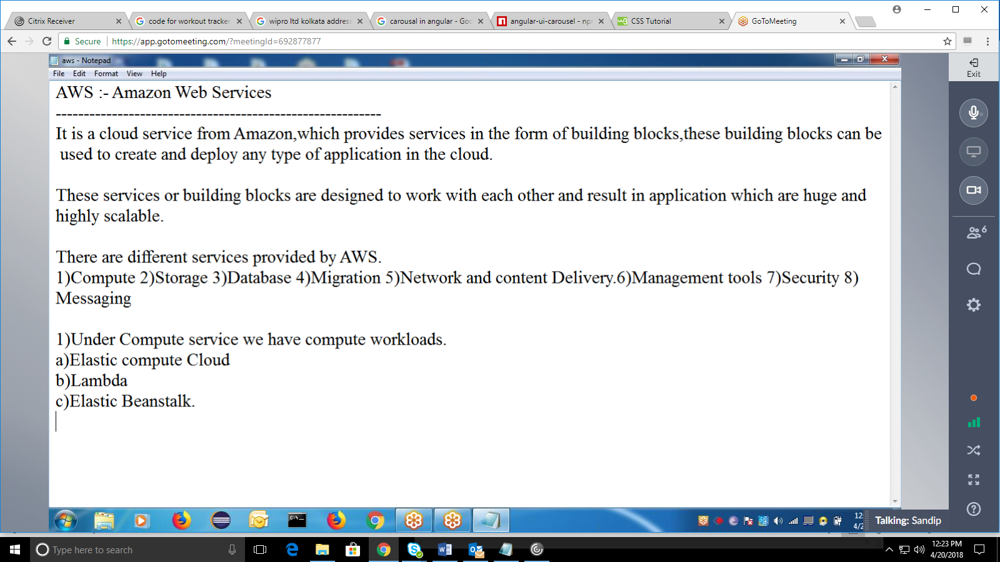 Citrix Receiver
code for workout tracker
wipro ltd kolkata address
carousal in angular - Goo
angular-ui-carousel - np
CSS Tutorial
GoToMeeting
Secure
https://app.gotomeeting.com/?meetingId=692877877
aws - Notepad
Exit
File Edit Format View Help
AWS :- Amazon Web Services
----------------------------------------------------------
It is a cloud service from Amazon,which provides services in the form of building blocks,these building blocks can be
used to create and deploy any type of application in the cloud.
These services or building blocks are designed to work with each other and result in application which are huge and
highly scalable.
There are different services provided by AWS.
1)Compute 2)Storage 3)Database 4)Migration 5)Network and content Delivery.6)Management tools 7)Security 8)
Messaging
1)Under Compute service we have compute workloads.
a)Elastic compute Cloud
b)Lambda
c)Elastic Beanstalk.
6
12:
4/2
Talking: Sandip
Type here to search
12:23 PM
4/20/2018